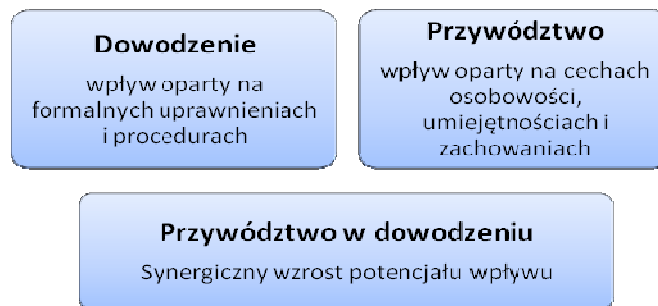 Dowodzenie
wpływ oparty na
formalnych uprawnieniach
i procedurach
Przywództwo
wpływ oparty na cechach
osobowości,
umiejętnościach i
zachowaniach
Przywództwo w dowodzeniu
Synergiczny wzrost potencjału wpływu